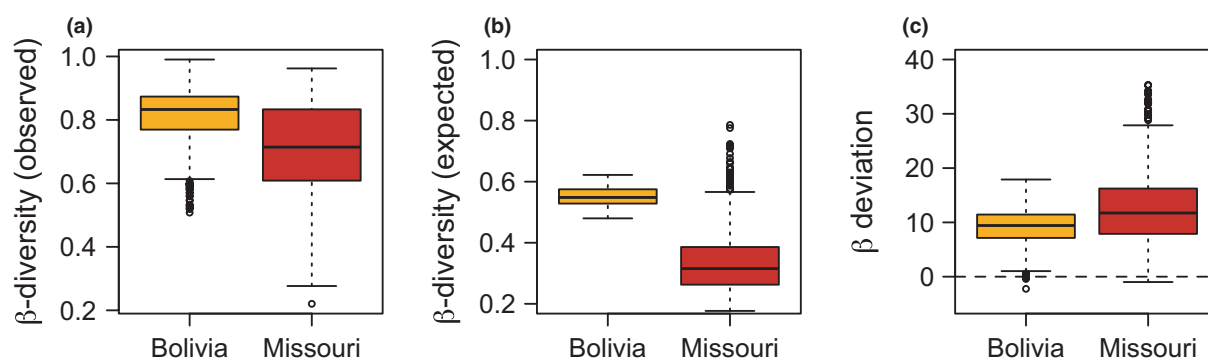 (a)
β-diversity (observed)
1.0
0.8
0.6
0.4
0.2
Bolivia Missouri
(b)
β-diversity (expected)
1.0
0.8
0.6
0.4
0.2
Bolivia Missouri
(c)
β deviation
40
30
20
10
0
Bolivia Missouri